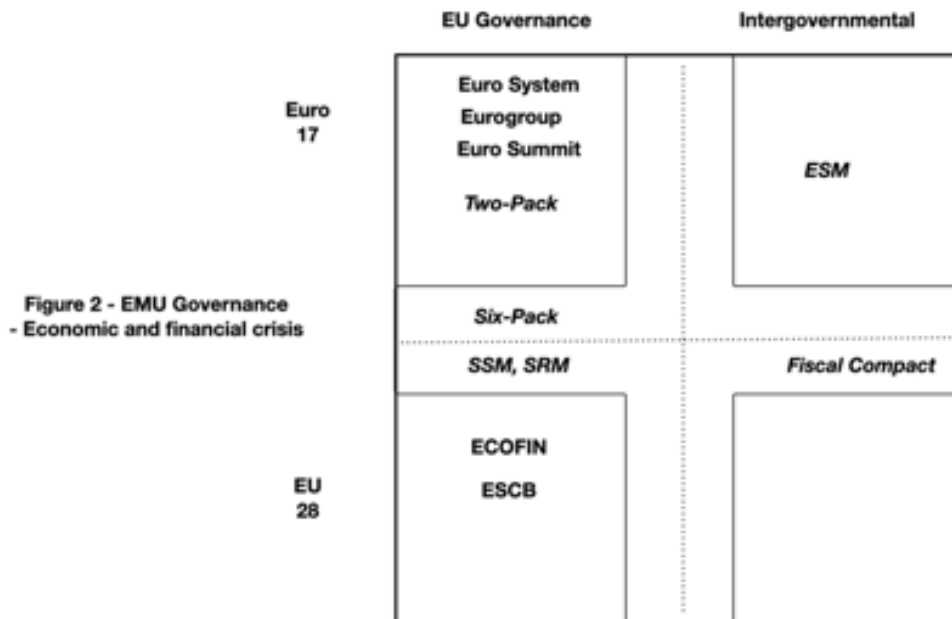 EU Governance
Intergovernmental
Euro
17
Euro System
Eurogroup
Euro Summit
Two-Pack
ESM
Figure 2 - EMU Governance
- Economic and financial crisis
Six-Pack
SSM, SRM
Fiscal Compact
EU
28
ECOFIN
ESCB